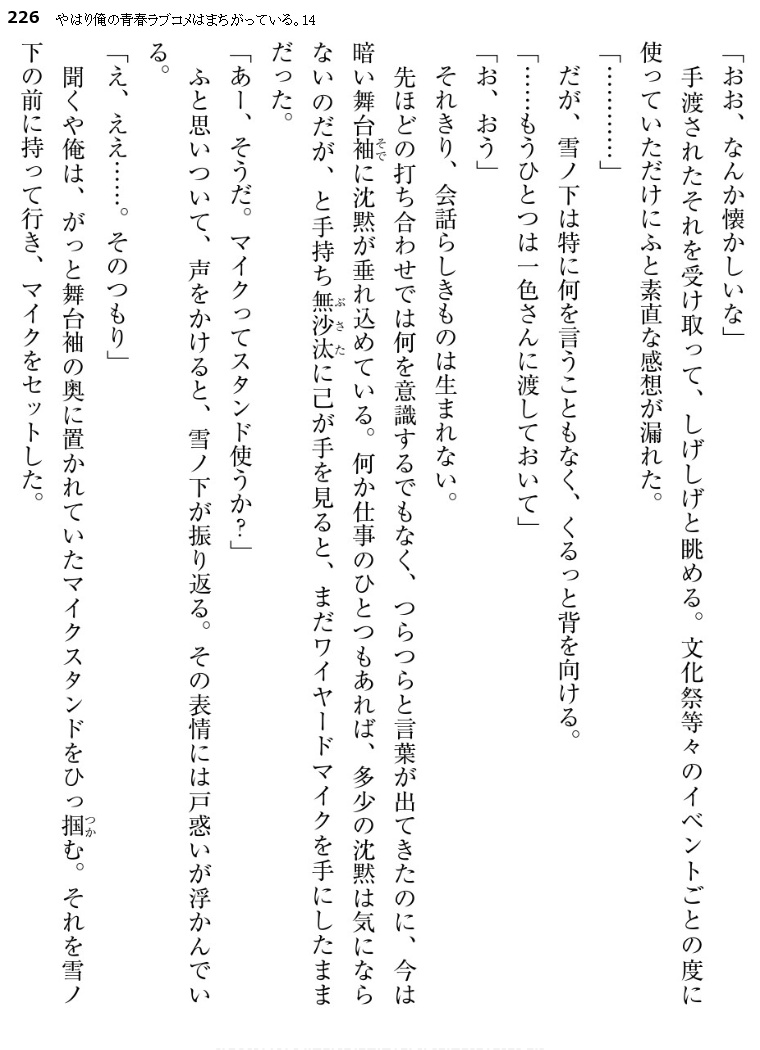 226 やはり俺の青春ラブコメはまちがっている。14
「おお、なんか懐かしいな」
　手渡されたそれを受け取って、しげしげと眺める。文化祭等々のイベントごとの度に
使っていただけにふと素直な感想が漏れた。
「…………」
　だが、雪ノ下は特に何を言うこともなく、くるっと背を向ける。
「……もうひとつは一色さんに渡しておいて」
「お、おう」
　それきり、会話らしきものは生まれない。
　先ほどの打ち合わせでは何を意識するでもなく、つらつらと言葉が出てきたのに、今は
暗い舞台袖そでに沈黙が垂れ込めている。何か仕事のひとつもあれば、多少の沈黙は気になら
ないのだが、と手持ち無沙汰ぶさたに己が手を見ると、まだワイヤードマイクを手にしたまま
だった。
「あー、そうだ。マイクってスタンド使うか？」
　ふと思いついて、声をかけると、雪ノ下が振り返る。その表情には戸惑いが浮かんでい
る。
「え、ええ……。そのつもり」
　聞くや俺は、がっと舞台袖の奥に置かれていたマイクスタンドをひっ掴つかむ。それを雪ノ
下の前に持って行き、マイクをセットした。